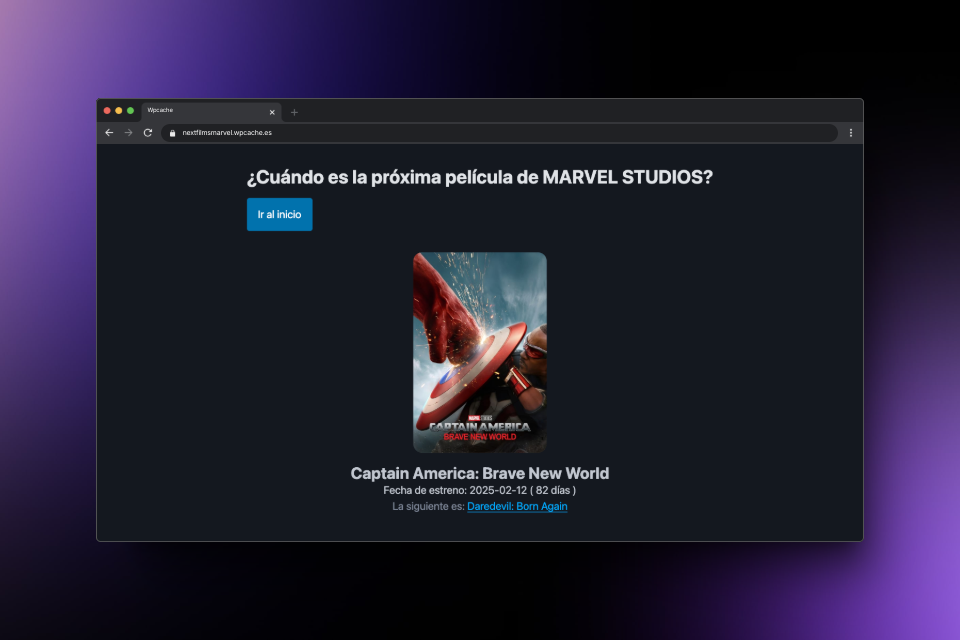 Wpcache
nextfilmsmarvel.wpcache.es
¿Cuándo es la próxima película de MARVEL STUDIOS?
Ir al inicio
MARVEL STUDIOS
CAPTAIN AMERICA
BRAVE NEW WORLD
Captain America: Brave New World
Fecha de estreno: 2025-02-12 ( 82 días )
La siguiente es: Daredevil: Born Again